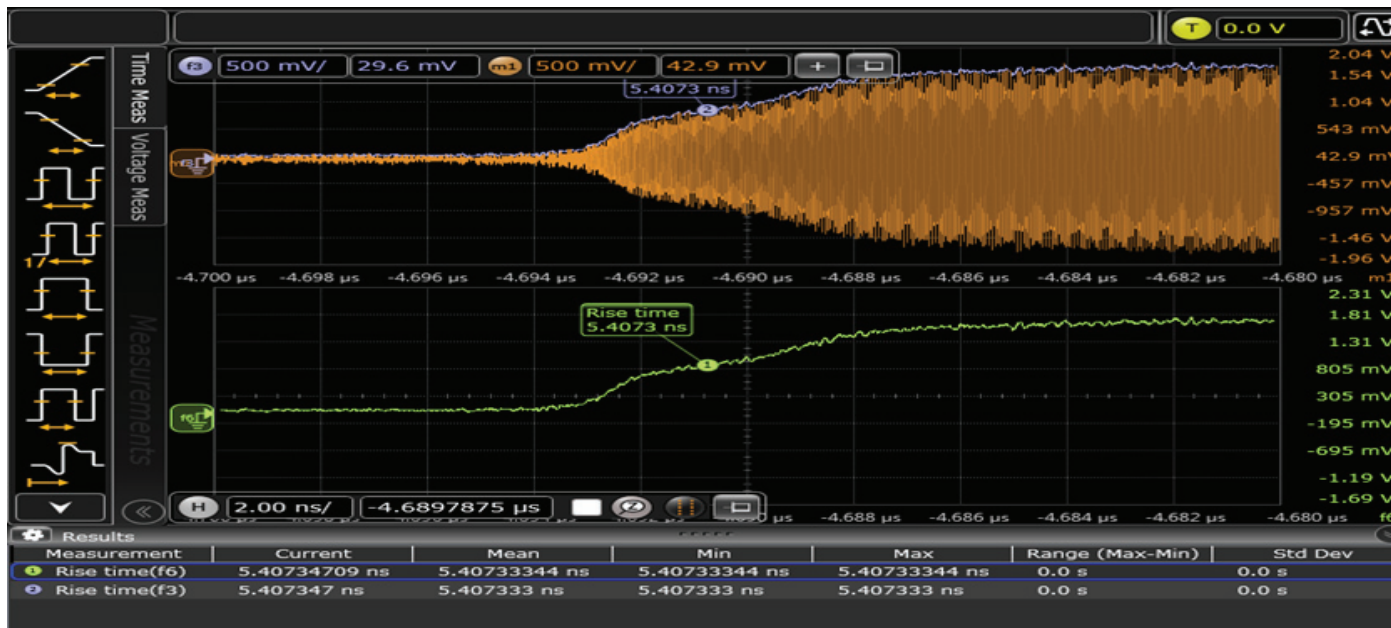 T 0.0 V
Time Meas
Voltage Meas
Measurements
1/
f3 500 mV/ 29.6 mV m1 500 mV/ 42.9 mV +
5.4073 ns
2
2.04 V
1.54 V
1.04 V
543 mV
42.9 mV
-457 mV
-957 mV
-1.46 V
-1.96 V
-4.700 µs -4.698 µs -4.696 µs -4.694 µs -4.692 µs -4.690 µs -4.688 µs -4.686 µs -4.684 µs -4.682 µs -4.680 µs m1
Rise time
5.4073 ns
1
f6
2.31 V
1.81 V
1.31 V
805 mV
305 mV
-195 mV
-695 mV
-1.19 V
-1.69 V
H 2.00 ns/ -4.6897875 µs
-4.688 µs -4.686 µs -4.684 µs -4.682 µs -4.680 µs
Results
Measurement Current Mean Min Max Range (Max-Min) Std Dev
1 Rise time(f6) 5.40734709 ns 5.40733344 ns 5.40733344 ns 5.40733344 ns 0.0 s 0.0 s
2 Rise time(f3) 5.407347 ns 5.407333 ns 5.407333 ns 5.407333 ns 0.0 s 0.0 s